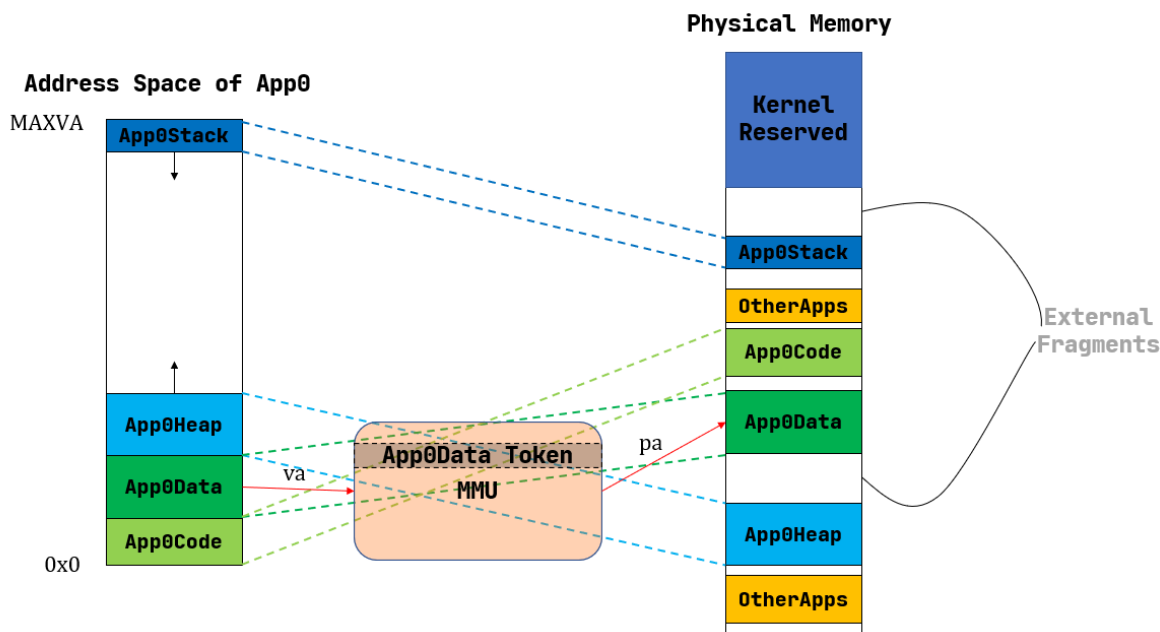 Physical Memory
Address Space of App0
MAXVA
App0Stack
App0Heap
App0Data
App0Code
0x0
va
App0Data Token
MMU
pa
Kernel
Reserved
App0Stack
OtherApps
App0Code
App0Data
App0Heap
OtherApps
External
Fragments